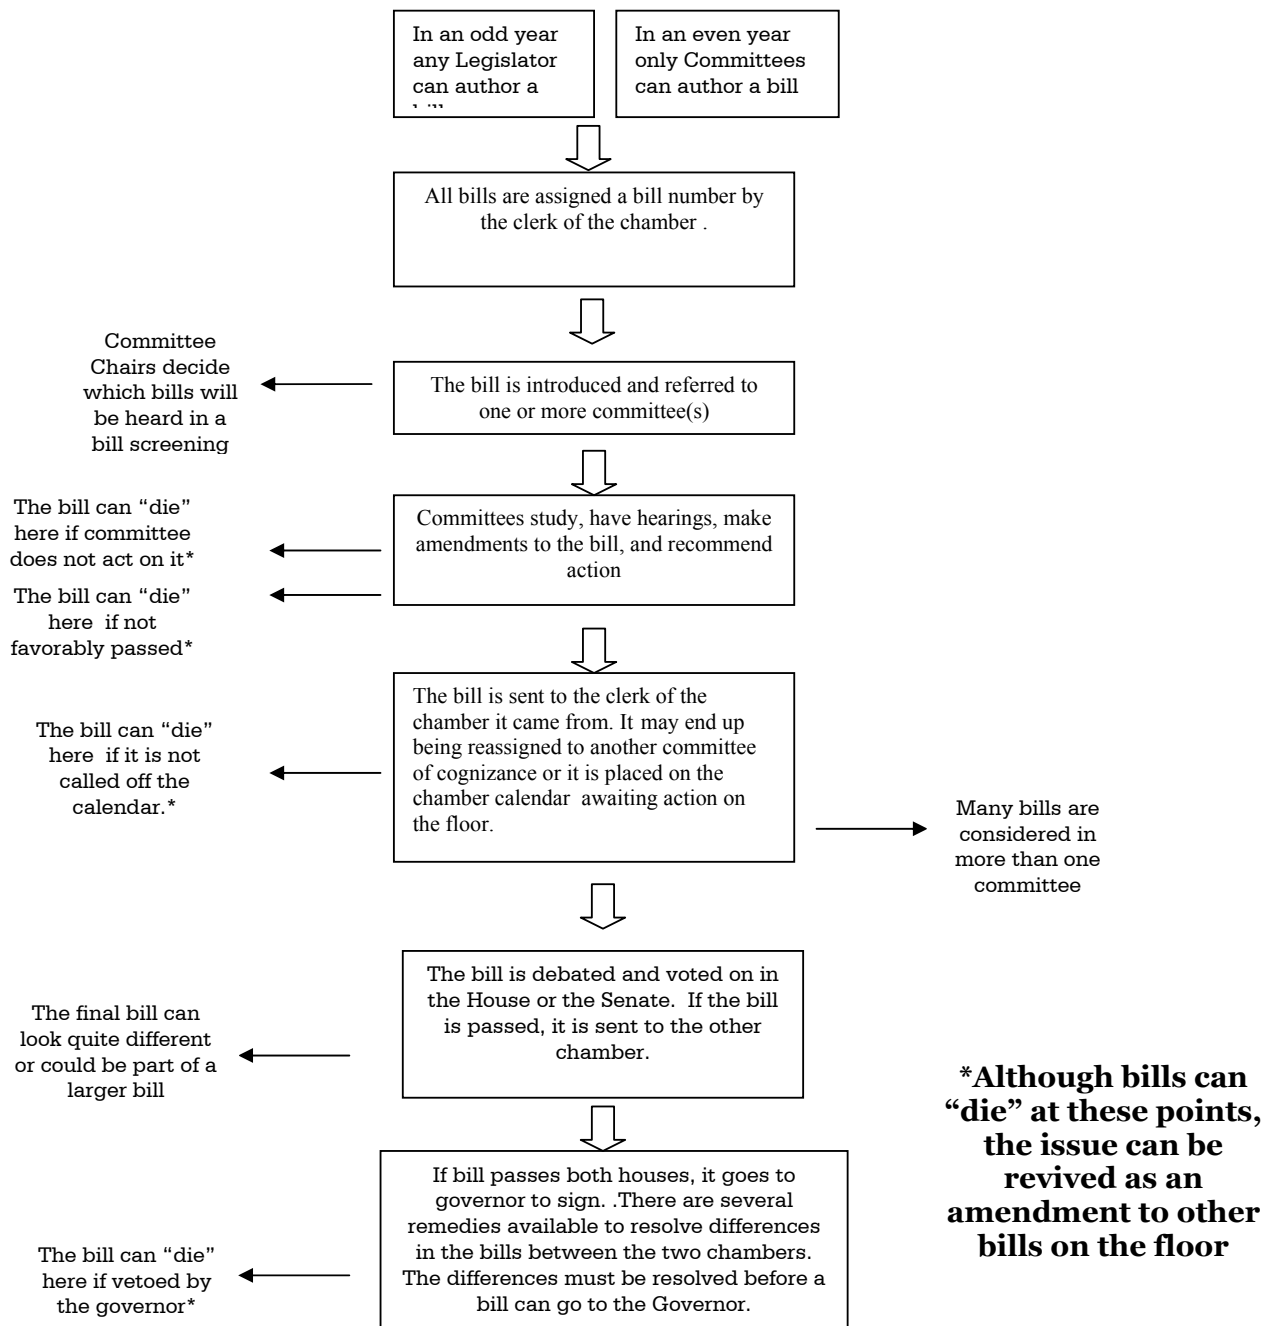 In an odd year
any Legislator
can author a
In an even year
only Committees
can author a bill
All bills are assigned a bill number by
the clerk of the chamber .
Committee
Chairs decide
which bills will
be heard in a
bill screening
The bill is introduced and referred to
one or more committee(s)
The bill can “die”
here if committee
does not act on it*
The bill can “die”
here  if not
favorably passed*
Committees study, have hearings, make
amendments to the bill, and recommend
action
The bill can “die”
here  if it is not
called off the
calendar.*
The bill is sent to the clerk of the
chamber it came from. It may end up
being reassigned to another committee
of cognizance or it is placed on the
chamber calendar  awaiting action on
the floor.
Many bills are
considered in
more than one
committee
The bill is debated and voted on in
the House or the Senate.  If the bill
is passed, it is sent to the other
chamber.
The final bill can
look quite different
or could be part of a
larger bill
*Although bills can
“die” at these points,
the issue can be
revived as an
amendment to other
bills on the floor
If bill passes both houses, it goes to
governor to sign. .There are several
remedies available to resolve differences
in the bills between the two chambers.
The differences must be resolved before a
bill can go to the Governor.
The bill can “die”
here if vetoed by
the governor*